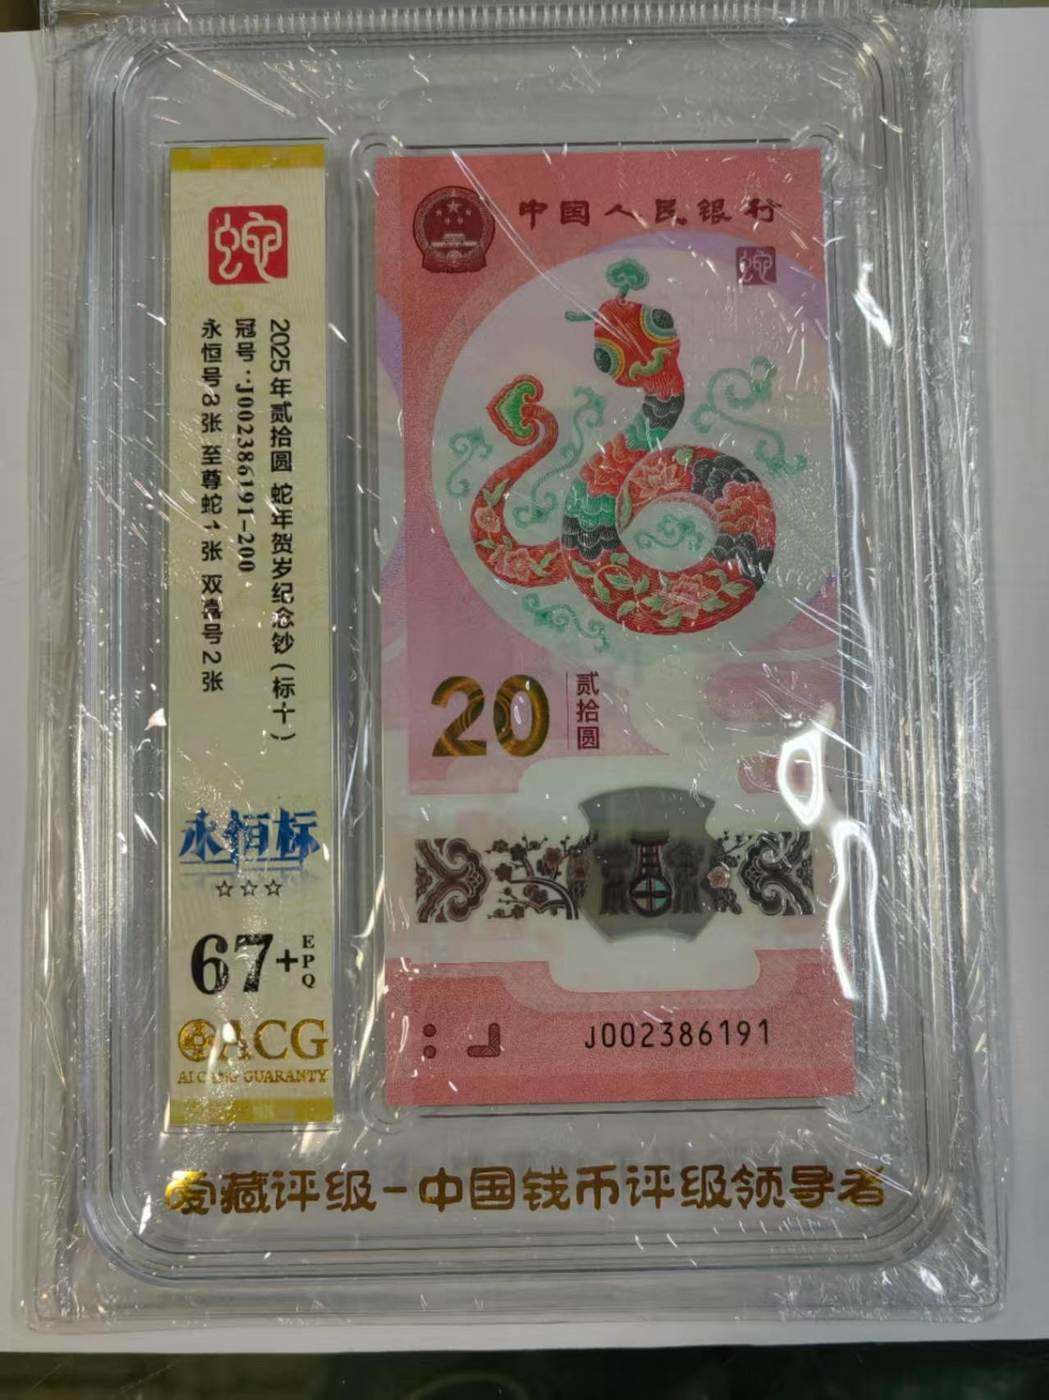 蛇
2025年贰拾圆 蛇年贺岁纪念钞(标十)
冠号:J002386191-200
永恒号3张 至尊蛇1张 双尊号2张
永恒标
☆☆☆
67+
EPQ
ACG
AI CANG GUARANTY
中国人民银行
蛇
20
贰拾圆
J002386191
爱藏评级-中国钱币评级领导者